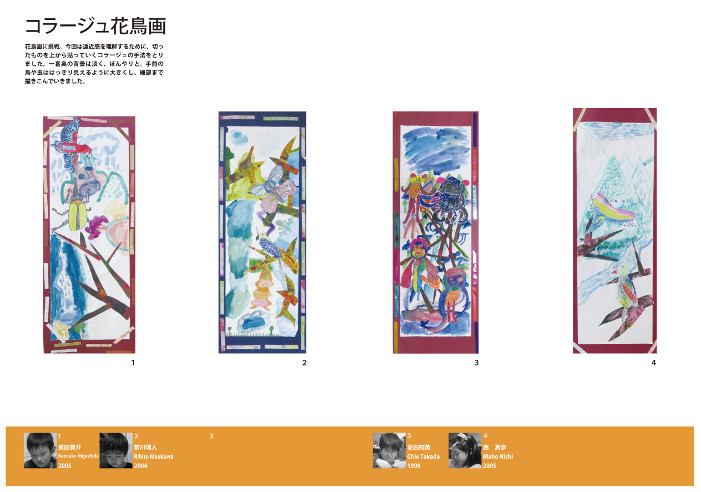 コラージュ花鳥画
花鳥画に挑戦。今回は遠近感を理解するために、切っ
たものを上から貼っていくコラージュの手法をとり
ました。一番奥の背景は淡く、ぼんやりと。手前の
鳥や虫ははっきり見えるように大きくし、細部まで
描きこんでいきました。
1
2
3
4
1
2
3
3
4
東田賢介
Kensuke Higashida
2005
前川璃人
Rihito Maekawa
2004
高田知英
Chie Takada
1998
西 真歩
Maho Nichi
2005